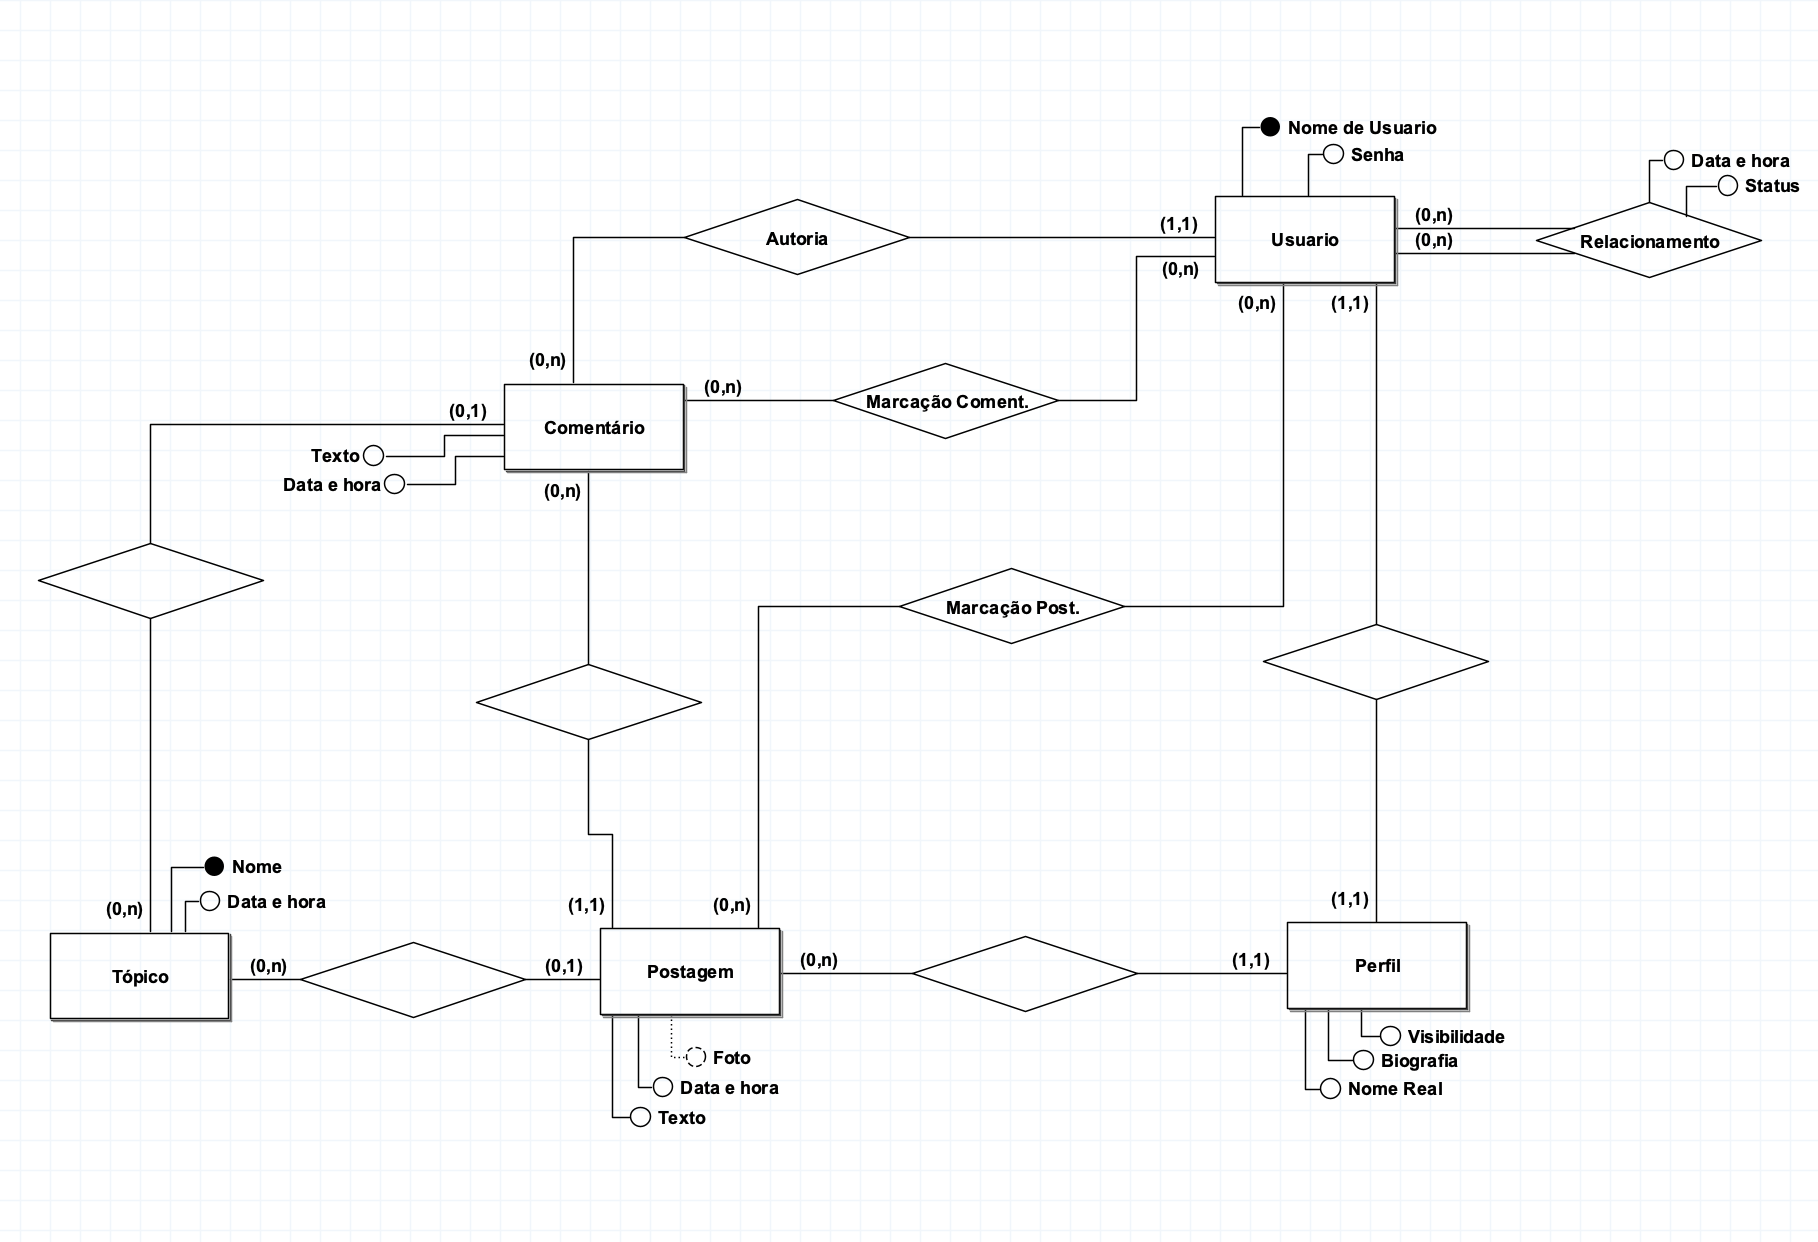 Nome de Usuario
Senha
Data e hora
Status
Autoria
(1,1)
Usuario
(0,n)
(0,n)
Relacionamento
(0,n)
(0,n)
(1,1)
(0,n)
(0,n)
Marcação Coment.
(0,1)
Comentário
Texto
Data e hora
(0,n)
Marcação Post.
Nome
Data e hora
(0,n)
(1,1)
(0,n)
(1,1)
Tópico
(0,n)
(0,1)
Postagem
(0,n)
(1,1)
Perfil
Foto
Data e hora
Texto
Visibilidade
Biografia
Nome Real